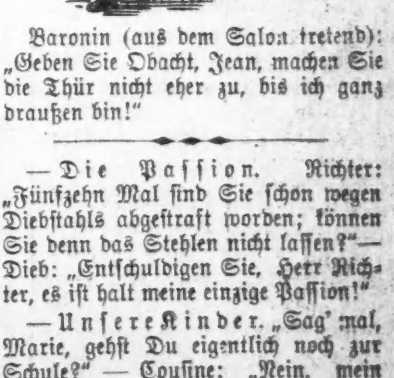 Baronin (aus dem Salon tretend):
„Geben Sie Obacht, Jean, machen Sie
die Thür nicht eher zu, bis ich ganz
draußen bin!“
— Die Passion. Richter:
„Fünfzehn Mal sind Sie schon wegen
Diebstahls abgestraft worden; können
Sie denn das Stehlen nicht lassen?“ —
Dieb: „Entschuldigen Sie, Herr Rich-
ter, es ist halt meine einzige Passion!“
— Unsere Kinder. „Sag' mal,
Marie, gehst Du eigentlich noch zur
Schule?“ — Cousine: „Nein, mein